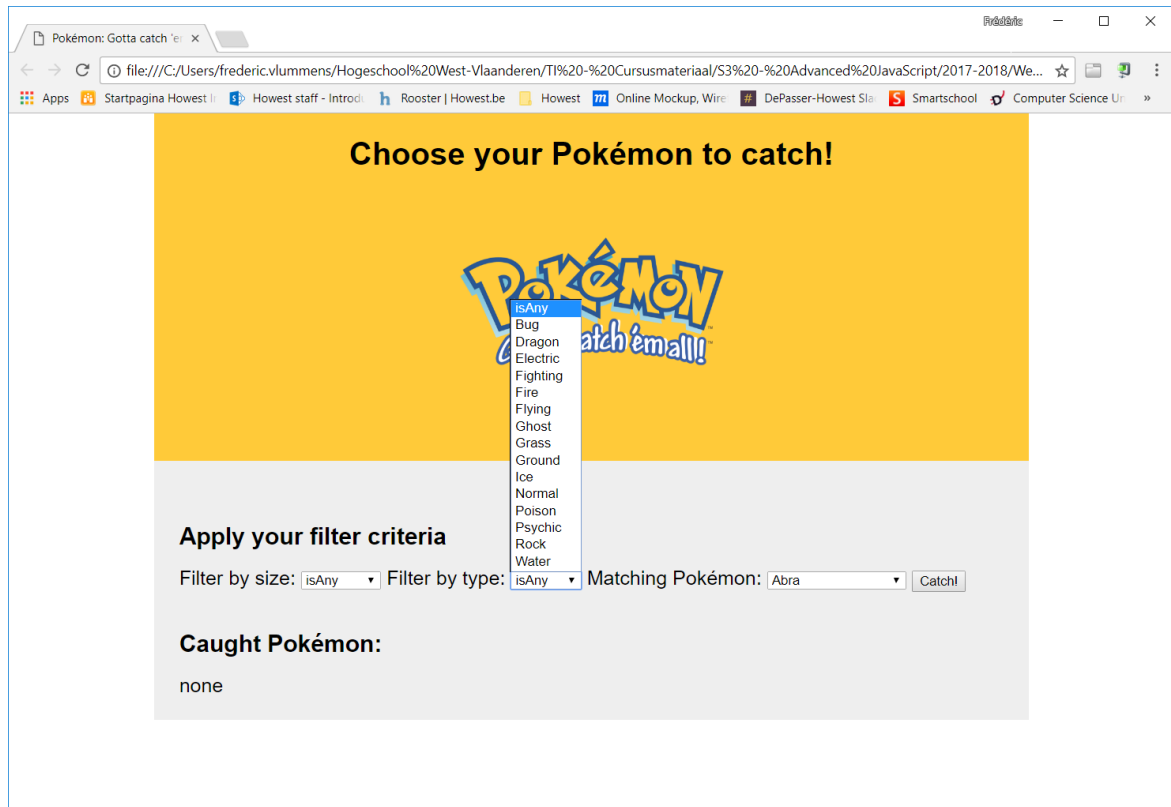 Frédéric
Pokémon: Gotta catch 'e
file:///C:/Users/frederic.vlummens/Hogeschool%20West-Vlaanderen/TI%20-%20Cursusmateriaal/S3%20-%20Advanced%20JavaScript/2017-2018/We...
Apps Startpagina Howest I Howest staff - Introd Rooster | Howest.be Howest Online Mockup, Wire DePasser-Howest Sla Smartschool Computer Science Un »
Choose your Pokémon to catch!
POKéMON
atch 'em all!
isAny
Bug
Dragon
Electric
Fighting
Fire
Flying
Ghost
Grass
Ground
Ice
Normal
Poison
Psychic
Rock
Water
Apply your filter criteria
Filter by size: isAny Filter by type: isAny Matching Pokémon: Abra Catch!
Caught Pokémon:
none